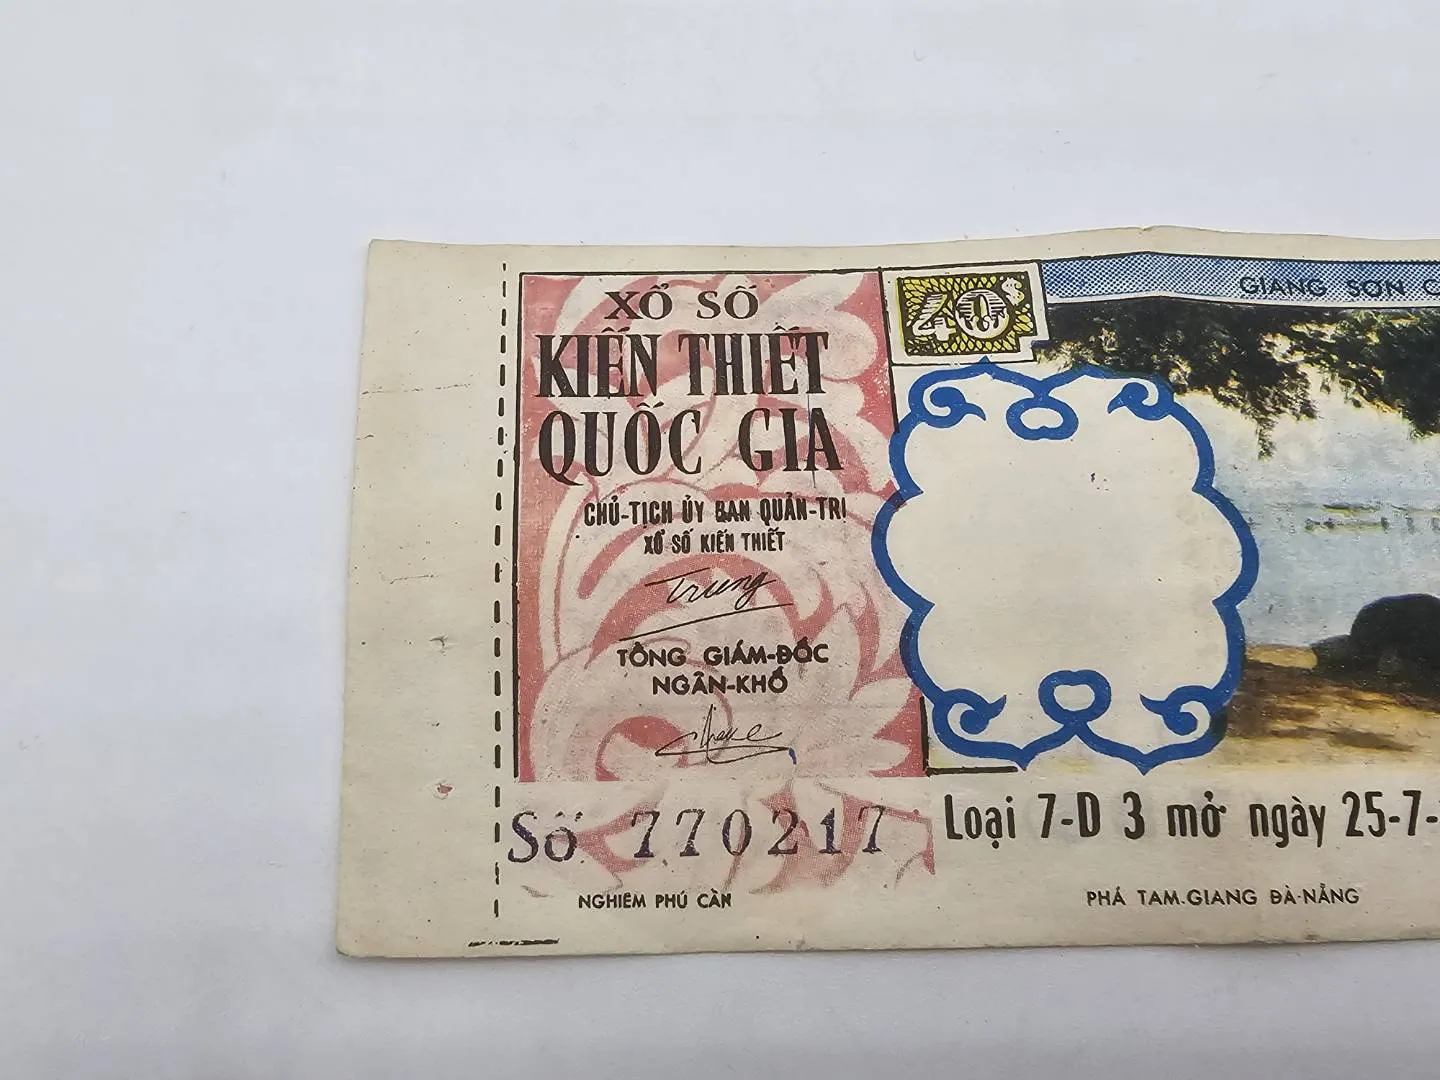 XỔ SỐ
KIẾN THIẾT
QUỐC GIA
CHỦ-TỊCH ỦY BAN QUẢN-TRỊ
XỔ SỐ KIẾN THIẾT
Trung
TỔNG GIÁM-ĐỐC
NGÂN-KHỐ
Số 770217
NGHIÊM PHÚ CẦN
40$
GIANG SƠN
Loại 7-D 3 mở ngày 25-7-
PHÁ TAM.GIANG ĐÀ-NẴNG